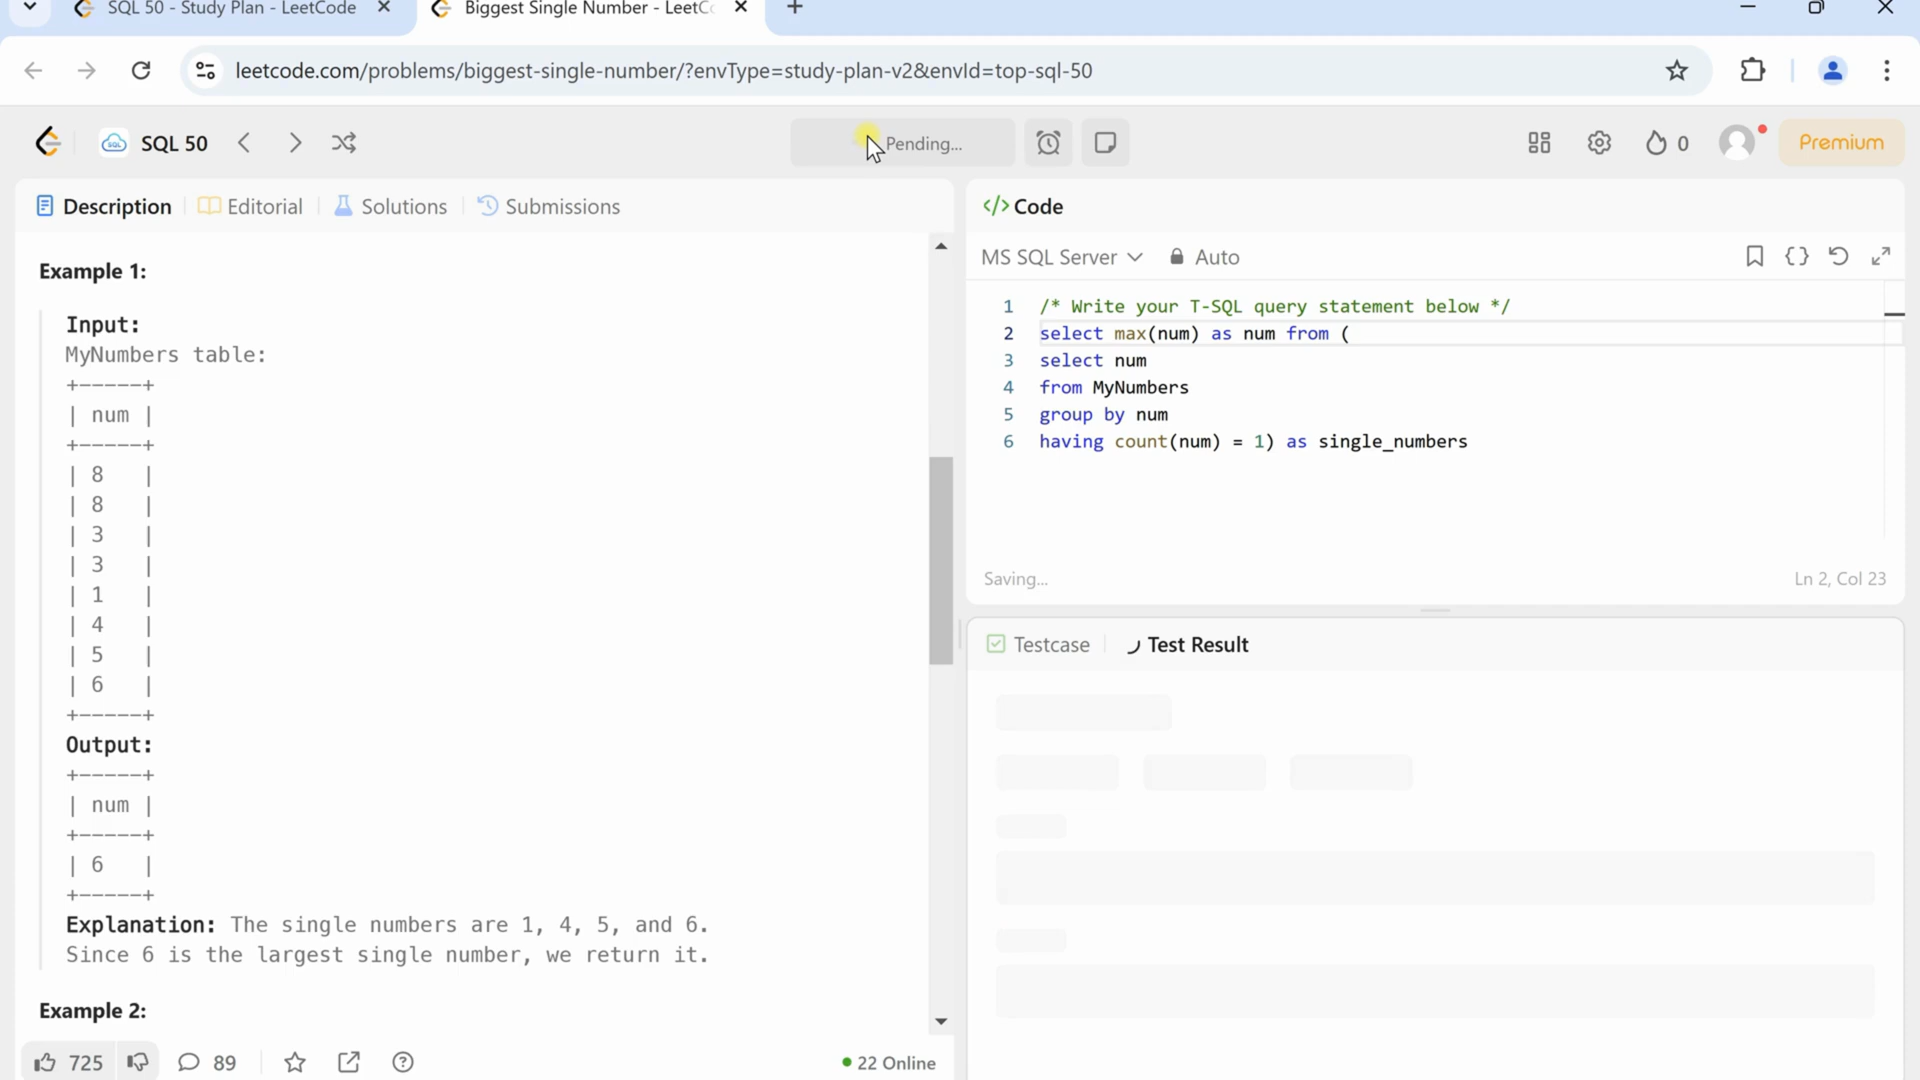 SQL 50 - Study Plan - LeetCode
Biggest Single Number - LeetC
leetcode.com/problems/biggest-single-number/?envType=study-plan-v2&envId=top-sql-50
SQL 50
Pending...
0
Premium
Description
Editorial
Solutions
Submissions
Example 1:
Input:
MyNumbers table:
+-----+
| num |
+-----+
| 8   |
| 8   |
| 3   |
| 3   |
| 1   |
| 4   |
| 5   |
| 6   |
+-----+
Output:
+-----+
| num |
+-----+
| 6   |
+-----+
Explanation: The single numbers are 1, 4, 5, and 6.
Since 6 is the largest single number, we return it.
Example 2:
725
89
22 Online
</> Code
MS SQL Server
Auto
1 /* Write your T-SQL query statement below */
2 select max(num) as num from (
3 select num
4 from MyNumbers
5 group by num
6 having count(num) = 1) as single_numbers
Saving...
Ln 2, Col 23
Testcase
Test Result